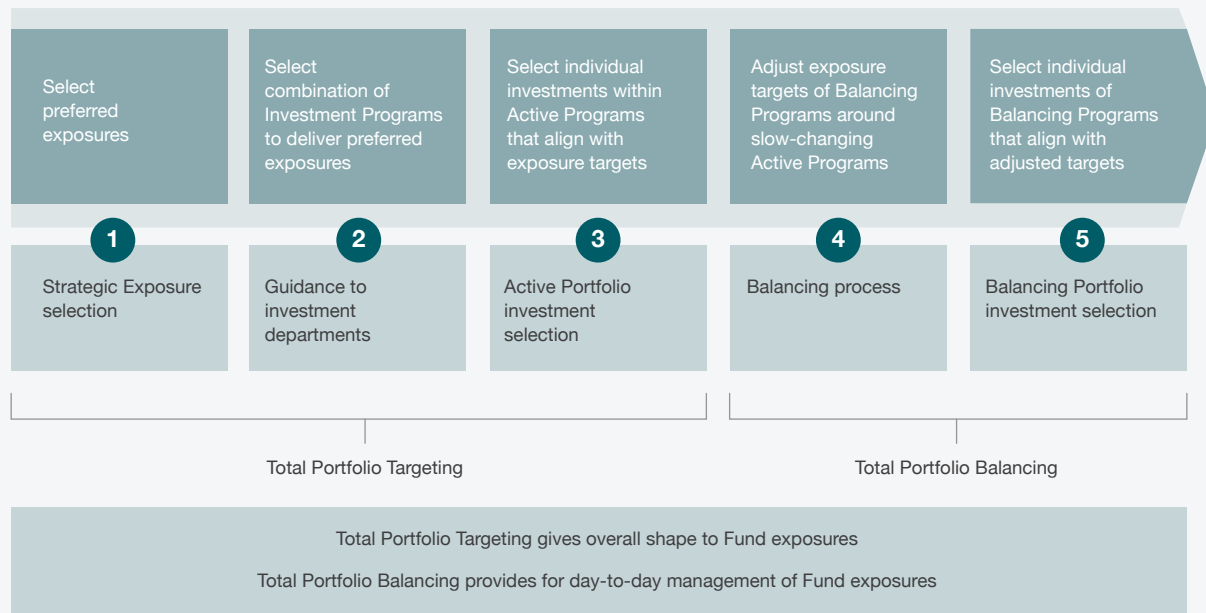 Select
preferred
exposures
Select
combination of
Investment Programs
to deliver preferred
exposures
Select individual
investments within
Active Programs
that align with
exposure targets
Adjust exposure
targets of Balancing
Programs around
slow-changing
Active Programs
Select individual
investments of
Balancing Programs
that align with
adjusted targets
1
Strategic Exposure
selection
2
Guidance to
investment
departments
3
Active Portfolio
investment
selection
4
Balancing process
5
Balancing Portfolio
investment selection
Total Portfolio Targeting
Total Portfolio Balancing
Total Portfolio Targeting gives overall shape to Fund exposures
Total Portfolio Balancing provides for day-to-day management of Fund exposures